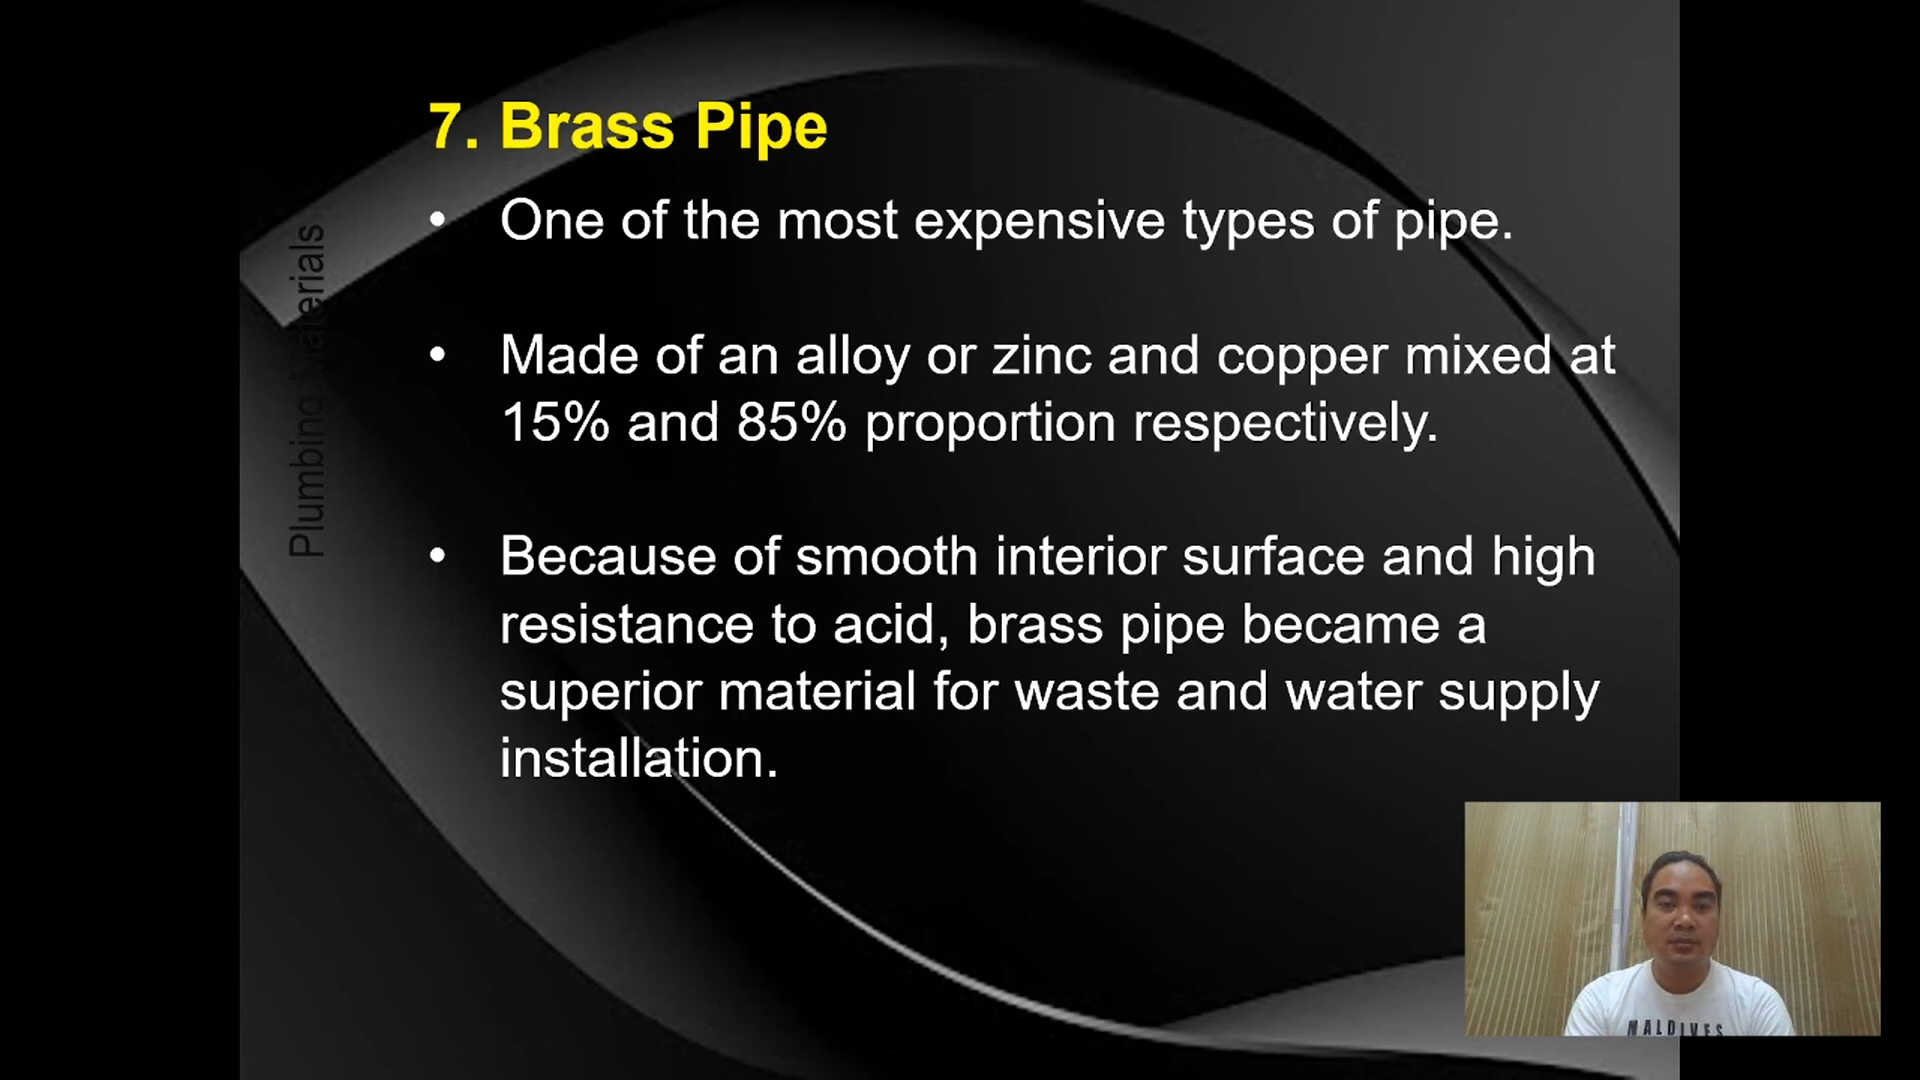 7. Brass Pipe
• One of the most expensive types of pipe.
• Made of an alloy or zinc and copper mixed at
15% and 85% proportion respectively.
• Because of smooth interior surface and high
resistance to acid, brass pipe became a
superior material for waste and water supply
installation.
Plumbing Materials
MALDIVES